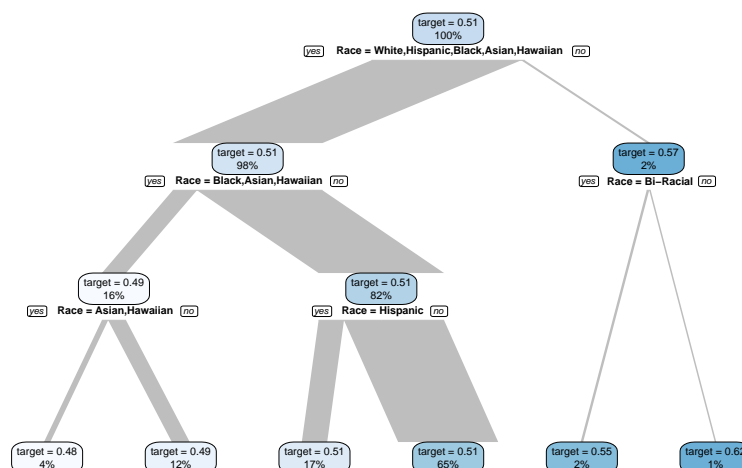 target = 0.51
100%
yes Race = White,Hispanic,Black,Asian,Hawaiian no
target = 0.51
98%
yes Race = Black,Asian,Hawaiian no
target = 0.57
2%
yes Race = Bi−Racial no
target = 0.49
16%
yes Race = Asian,Hawaiian no
target = 0.51
82%
yes Race = Hispanic no
target = 0.48
4%
target = 0.49
12%
target = 0.51
17%
target = 0.51
65%
target = 0.55
2%
target = 0.62
1%